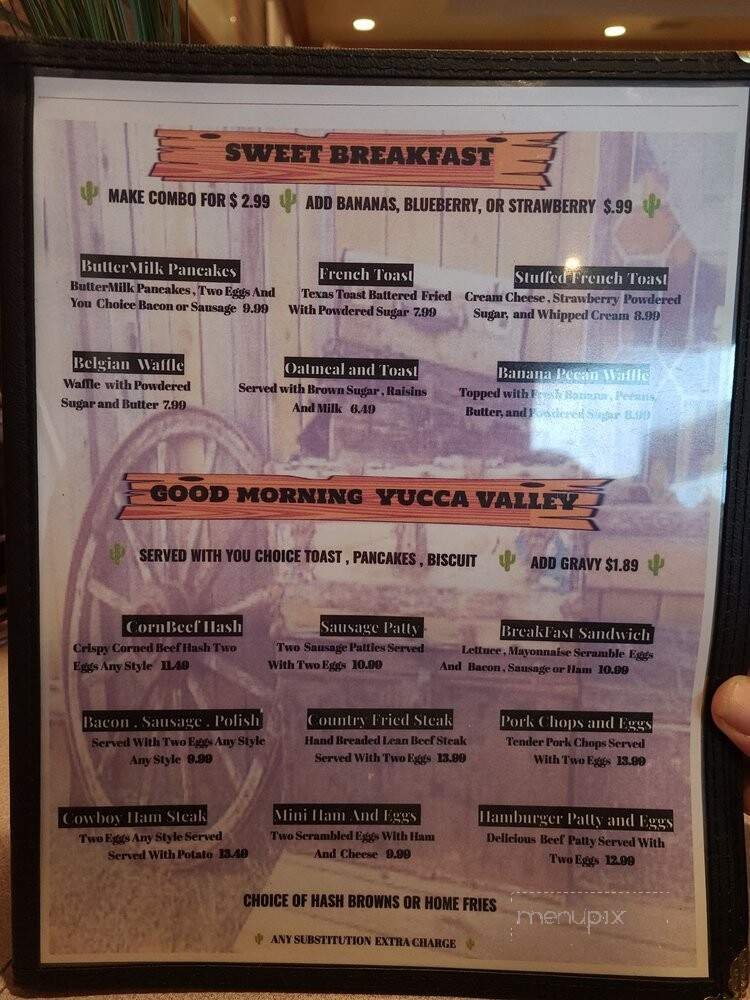 SWEET BREAKFAST
MAKE COMBO FOR $ 2.99 ADD BANANAS, BLUEBERRY, OR STRAWBERRY $.99
ButterMilk Pancakes
ButterMilk Pancakes , Two Eggs And
You Choice Bacon or Sausage 9.99
French Toast
Texas Toast Battered Fried
With Powdered Sugar 7.99
Stuffed French Toast
Cream Cheese , Strawberry Powdered
Sugar, and Whipped Cream 8.99
Belgian Waffle
Waffle with Powdered
Sugar and Butter 7.99
Oatmeal and Toast
Served with Brown Sugar , Raisins
And Milk 6.49
Banana Pecan Waffle
Topped with Fresh Banana , Pecans,
Butter, and Powdered Sugar 8.99
GOOD MORNING YUCCA VALLEY
SERVED WITH YOU CHOICE TOAST , PANCAKES , BISCUIT ADD GRAVY $1.89
CornBeef Hash
Crispy Corned Beef Hash Two
Eggs Any Style 11.49
Sausage Patty
Two Sausage Patties Served
With Two Eggs 10.99
BreakFast Sandwich
Lettuce , Mayonnaise Scramble Eggs
And Bacon , Sausage or Ham 10.99
Bacon . Sausage . Polish
Served With Two Eggs Any Style
Any Style 9.99
Country Fried Steak
Hand Breaded Lean Beef Steak
Served With Two Eggs 13.99
Pork Chops and Eggs
Tender Pork Chops Served
With Two Eggs 13.99
Cowboy Ham Steak
Two Eggs Any Style Served
Served With Potato 13.49
Mini Ham And Eggs
Two Scrambled Eggs With Ham
And Cheese 9.99
Hamburger Patty and Eggs
Delicious Beef Patty Served With
Two Eggs 12.99
CHOICE OF HASH BROWNS OR HOME FRIES
menupix
ANY SUBSTITUTION EXTRA CHARGE